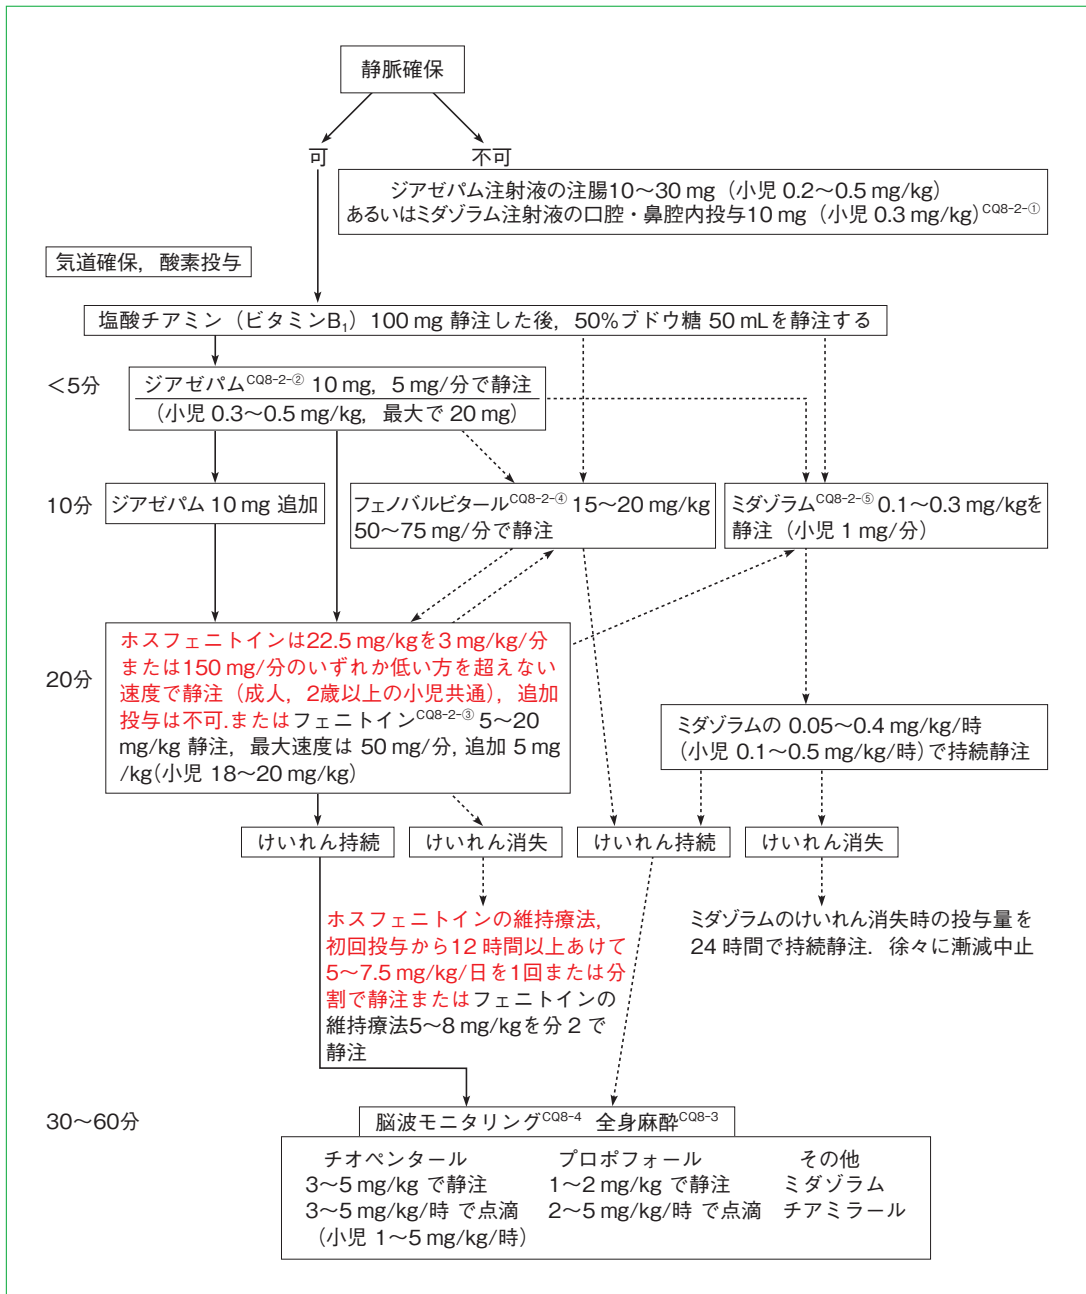 静脈確保
可
不可
ジアゼパム注射液の注腸10～30 mg（小児 0.2～0.5 mg/kg）
あるいはミダゾラム注射液の口腔・鼻腔内投与10 mg（小児 0.3 mg/kg）CQ8-2-①
気道確保，酸素投与
塩酸チアミン（ビタミンB₁）100 mg 静注した後，50％ブドウ糖 50 mLを静注する
＜5分
ジアゼパムCQ8-2-② 10 mg，5 mg/分で静注
（小児 0.3～0.5 mg/kg，最大で 20 mg）
10分
ジアゼパム 10 mg 追加
フェノバルビタールCQ8-2-④ 15～20 mg/kg
50～75 mg/分で静注
ミダゾラムCQ8-2-⑤ 0.1～0.3 mg/kgを
静注（小児 1 mg/分）
20分
ホスフェニトインは22.5 mg/kgを3 mg/kg/分
または150 mg/分のいずれか低い方を超えない
速度で静注（成人，2歳以上の小児共通），追加
投与は不可.またはフェニトインCQ8-2-③ 5～20
mg/kg 静注，最大速度は 50 mg/分, 追加 5 mg
/kg(小児 18～20 mg/kg）
ミダゾラムの 0.05～0.4 mg/kg/時
（小児 0.1～0.5 mg/kg/時）で持続静注
けいれん持続
けいれん消失
けいれん持続
けいれん消失
ホスフェニトインの維持療法，
初回投与から12 時間以上あけて
5～7.5 mg/kg/日を1回または分
割で静注またはフェニトインの
維持療法5～8 mg/kgを分 2 で
静注
ミダゾラムのけいれん消失時の投与量を
24 時間で持続静注．徐々に漸減中止
30～60分
脳波モニタリングCQ8-4 全身麻酔CQ8-3
チオペンタール
3～5 mg/kg で静注
3～5 mg/kg/時 で点滴
（小児 1～5 mg/kg/時）
プロポフォール
1～2 mg/kg で静注
2～5 mg/kg/時 で点滴
その他
ミダゾラム
チアミラール